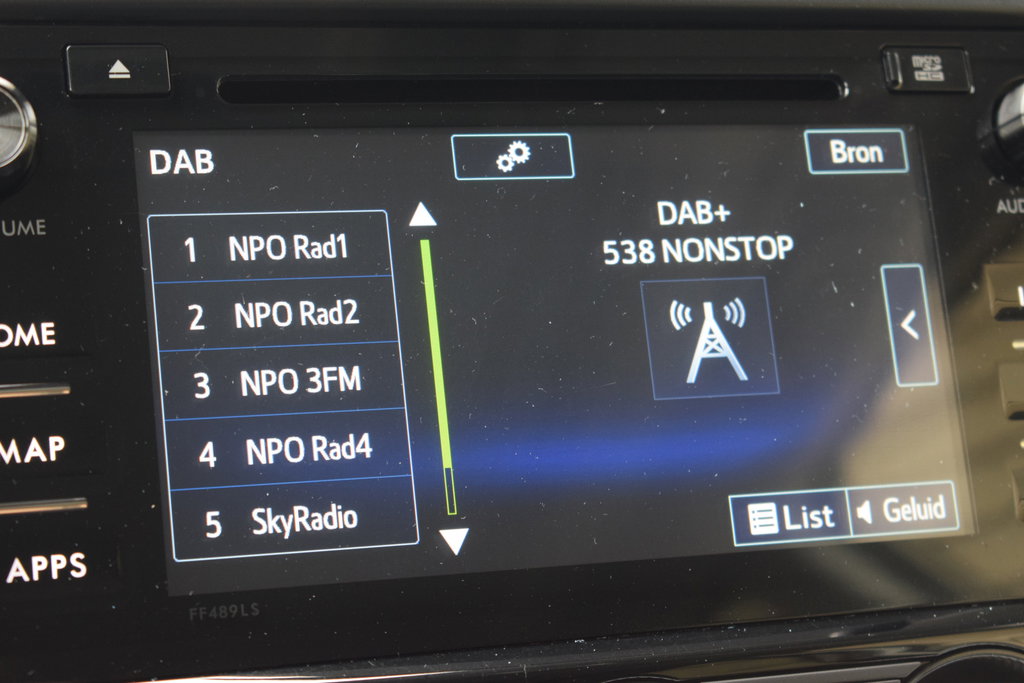 micro
DAB
Bron
UME
AUD
DAB+
538 NONSTOP
1 NPO Rad1
2 NPO Rad2
3 NPO 3FM
4 NPO Rad4
5 SkyRadio
OME
MAP
APPS
List
Geluid
FF489LS